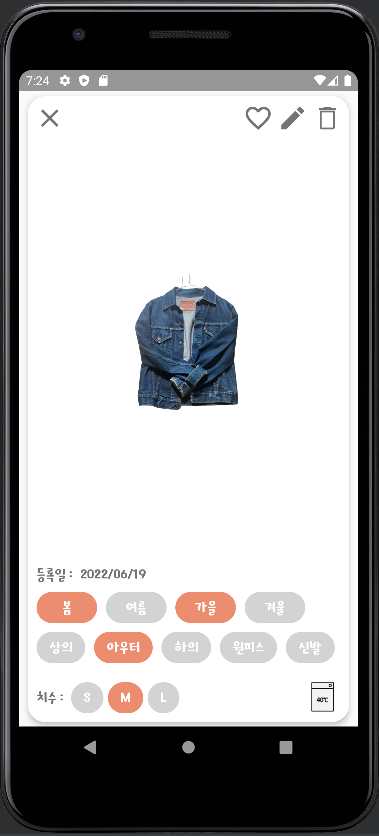 7:24
등록일 : 2022/06/19
봄 여름 가을 겨울
상의 아우터 하의 원피스 신발
치수 : S M L
40℃